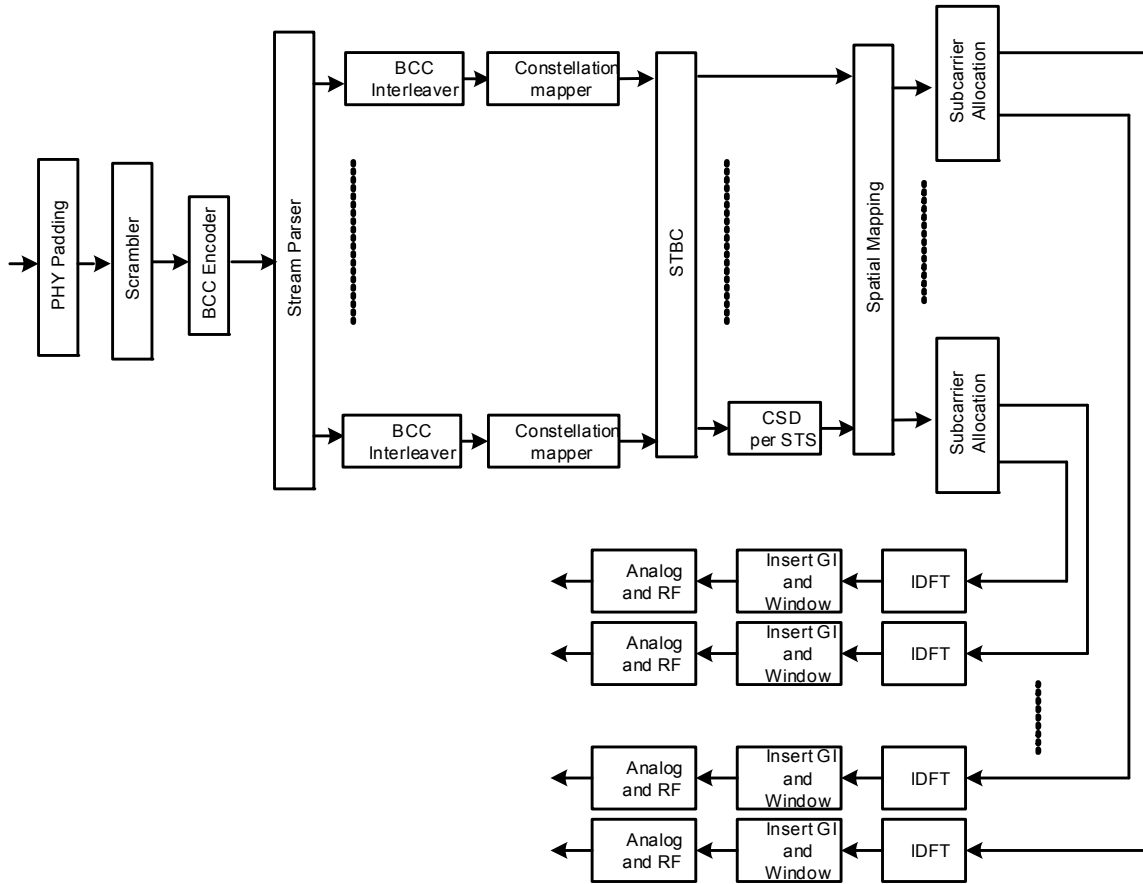 PHY Padding
Scrambler
BCC Encoder
Stream Parser
BCC
Interleaver
Constellation
mapper
BCC
Interleaver
Constellation
mapper
STBC
CSD
per STS
Spatial Mapping
Subcarrier
Allocation
Subcarrier
Allocation
Analog
and RF
Insert GI
and
Window
IDFT
Analog
and RF
Insert GI
and
Window
IDFT
Analog
and RF
Insert GI
and
Window
IDFT
Analog
and RF
Insert GI
and
Window
IDFT